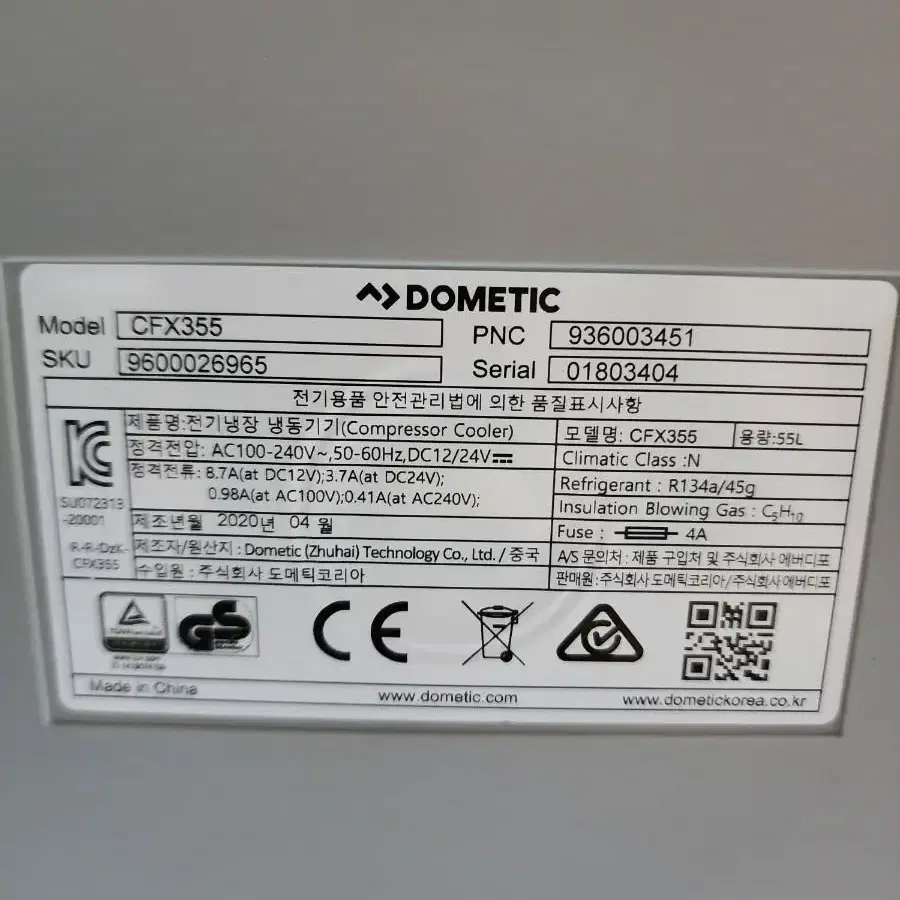 DOMETIC
Model CFX355 PNC 936003451
SKU 9600026965 Serial 01803404
전기용품 안전관리법에 의한 품질표시사항
제품명:전기냉장 냉동기기(Compressor Cooler) 모델명: CFX355 용량:55L
정격전압: AC100-240V~,50-60Hz,DC12/24V Climatic Class :N
정격전류: 8.7A(at DC12V);3.7A(at DC24V); Refrigerant : R134a/45g
0.98A(at AC100V);0.41A(at AC240V); Insulation Blowing Gas : C5H10
SU072313
-20001
제조년월 2020년 04 월 Fuse : 4A
R-R-DzK-
CFX355
제조자/원산지 : Dometic (Zhuhai) Technology Co., Ltd. / 중국 A/S 문의처 : 제품 구입처 및 주식회사 에버디포
수입원 : 주식회사 도메틱코리아 판매원 : 주식회사 도메틱코리아/주식회사 에버디포
GS
CE
Made in China www.dometic.com www.dometickorea.co.kr